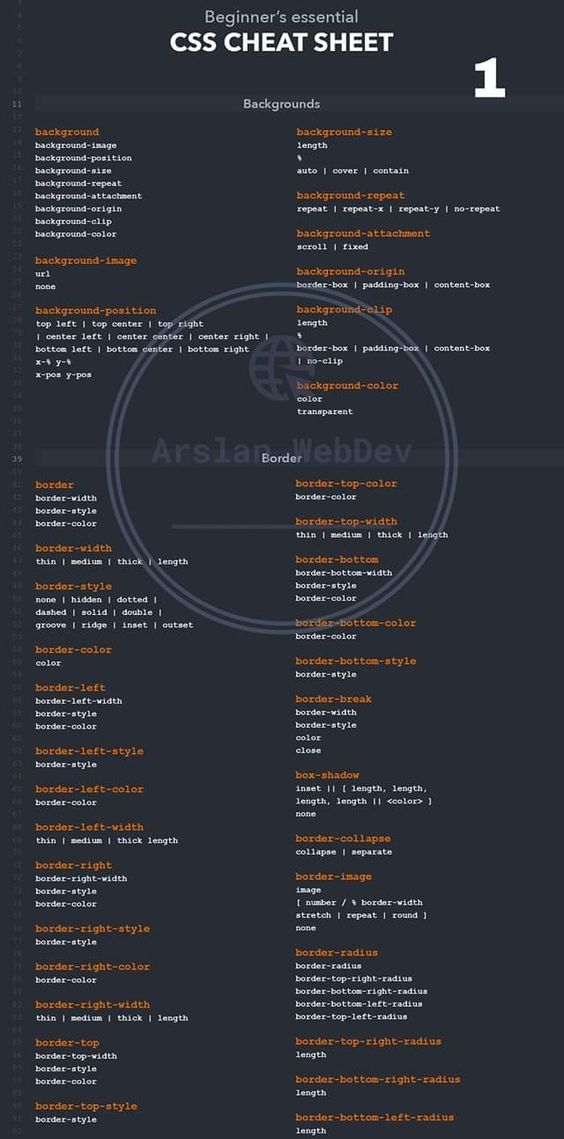 Beginner's essential
CSS CHEAT SHEET
1
11
Backgrounds
background
background-image
background-position
background-size
background-repeat
background-attachment
background-origin
background-clip
background-color
background-image
url
none
background-position
top left | top center | top right
| center left | center center | center right |
bottom left | bottom center | bottom right
x-% y-%
x-pos y-pos
background-size
length
%
auto | cover | contain
background-repeat
repeat | repeat-x | repeat-y | no-repeat
background-attachment
scroll | fixed
background-origin
border-box | padding-box | content-box
background-clip
length
%
border-box | padding-box | content-box
| no-clip
background-color
color
transparent
Arslan WebDev
39
Border
border
border-width
border-style
border-color
border-width
thin | medium | thick | length
border-style
none | hidden | dotted |
dashed | solid | double |
groove | ridge | inset | outset
border-color
color
border-left
border-left-width
border-style
border-color
border-left-style
border-style
border-left-color
border-color
border-left-width
thin | medium | thick length
border-right
border-right-width
border-style
border-color
border-right-style
border-style
border-right-color
border-color
border-right-width
thin | medium | thick | length
border-top
border-top-width
border-style
border-color
border-top-style
border-style
border-top-color
border-color
border-top-width
thin | medium | thick | length
border-bottom
border-bottom-width
border-style
border-color
border-bottom-color
border-color
border-bottom-style
border-style
border-break
border-width
border-style
color
close
box-shadow
inset || [ length, length,
length, length || <color> ]
none
border-collapse
collapse | separate
border-image
image
[ number / % border-width
stretch | repeat | round ]
none
border-radius
border-radius
border-top-right-radius
border-bottom-right-radius
border-bottom-left-radius
border-top-left-radius
border-top-right-radius
length
border-bottom-right-radius
length
border-bottom-left-radius
length